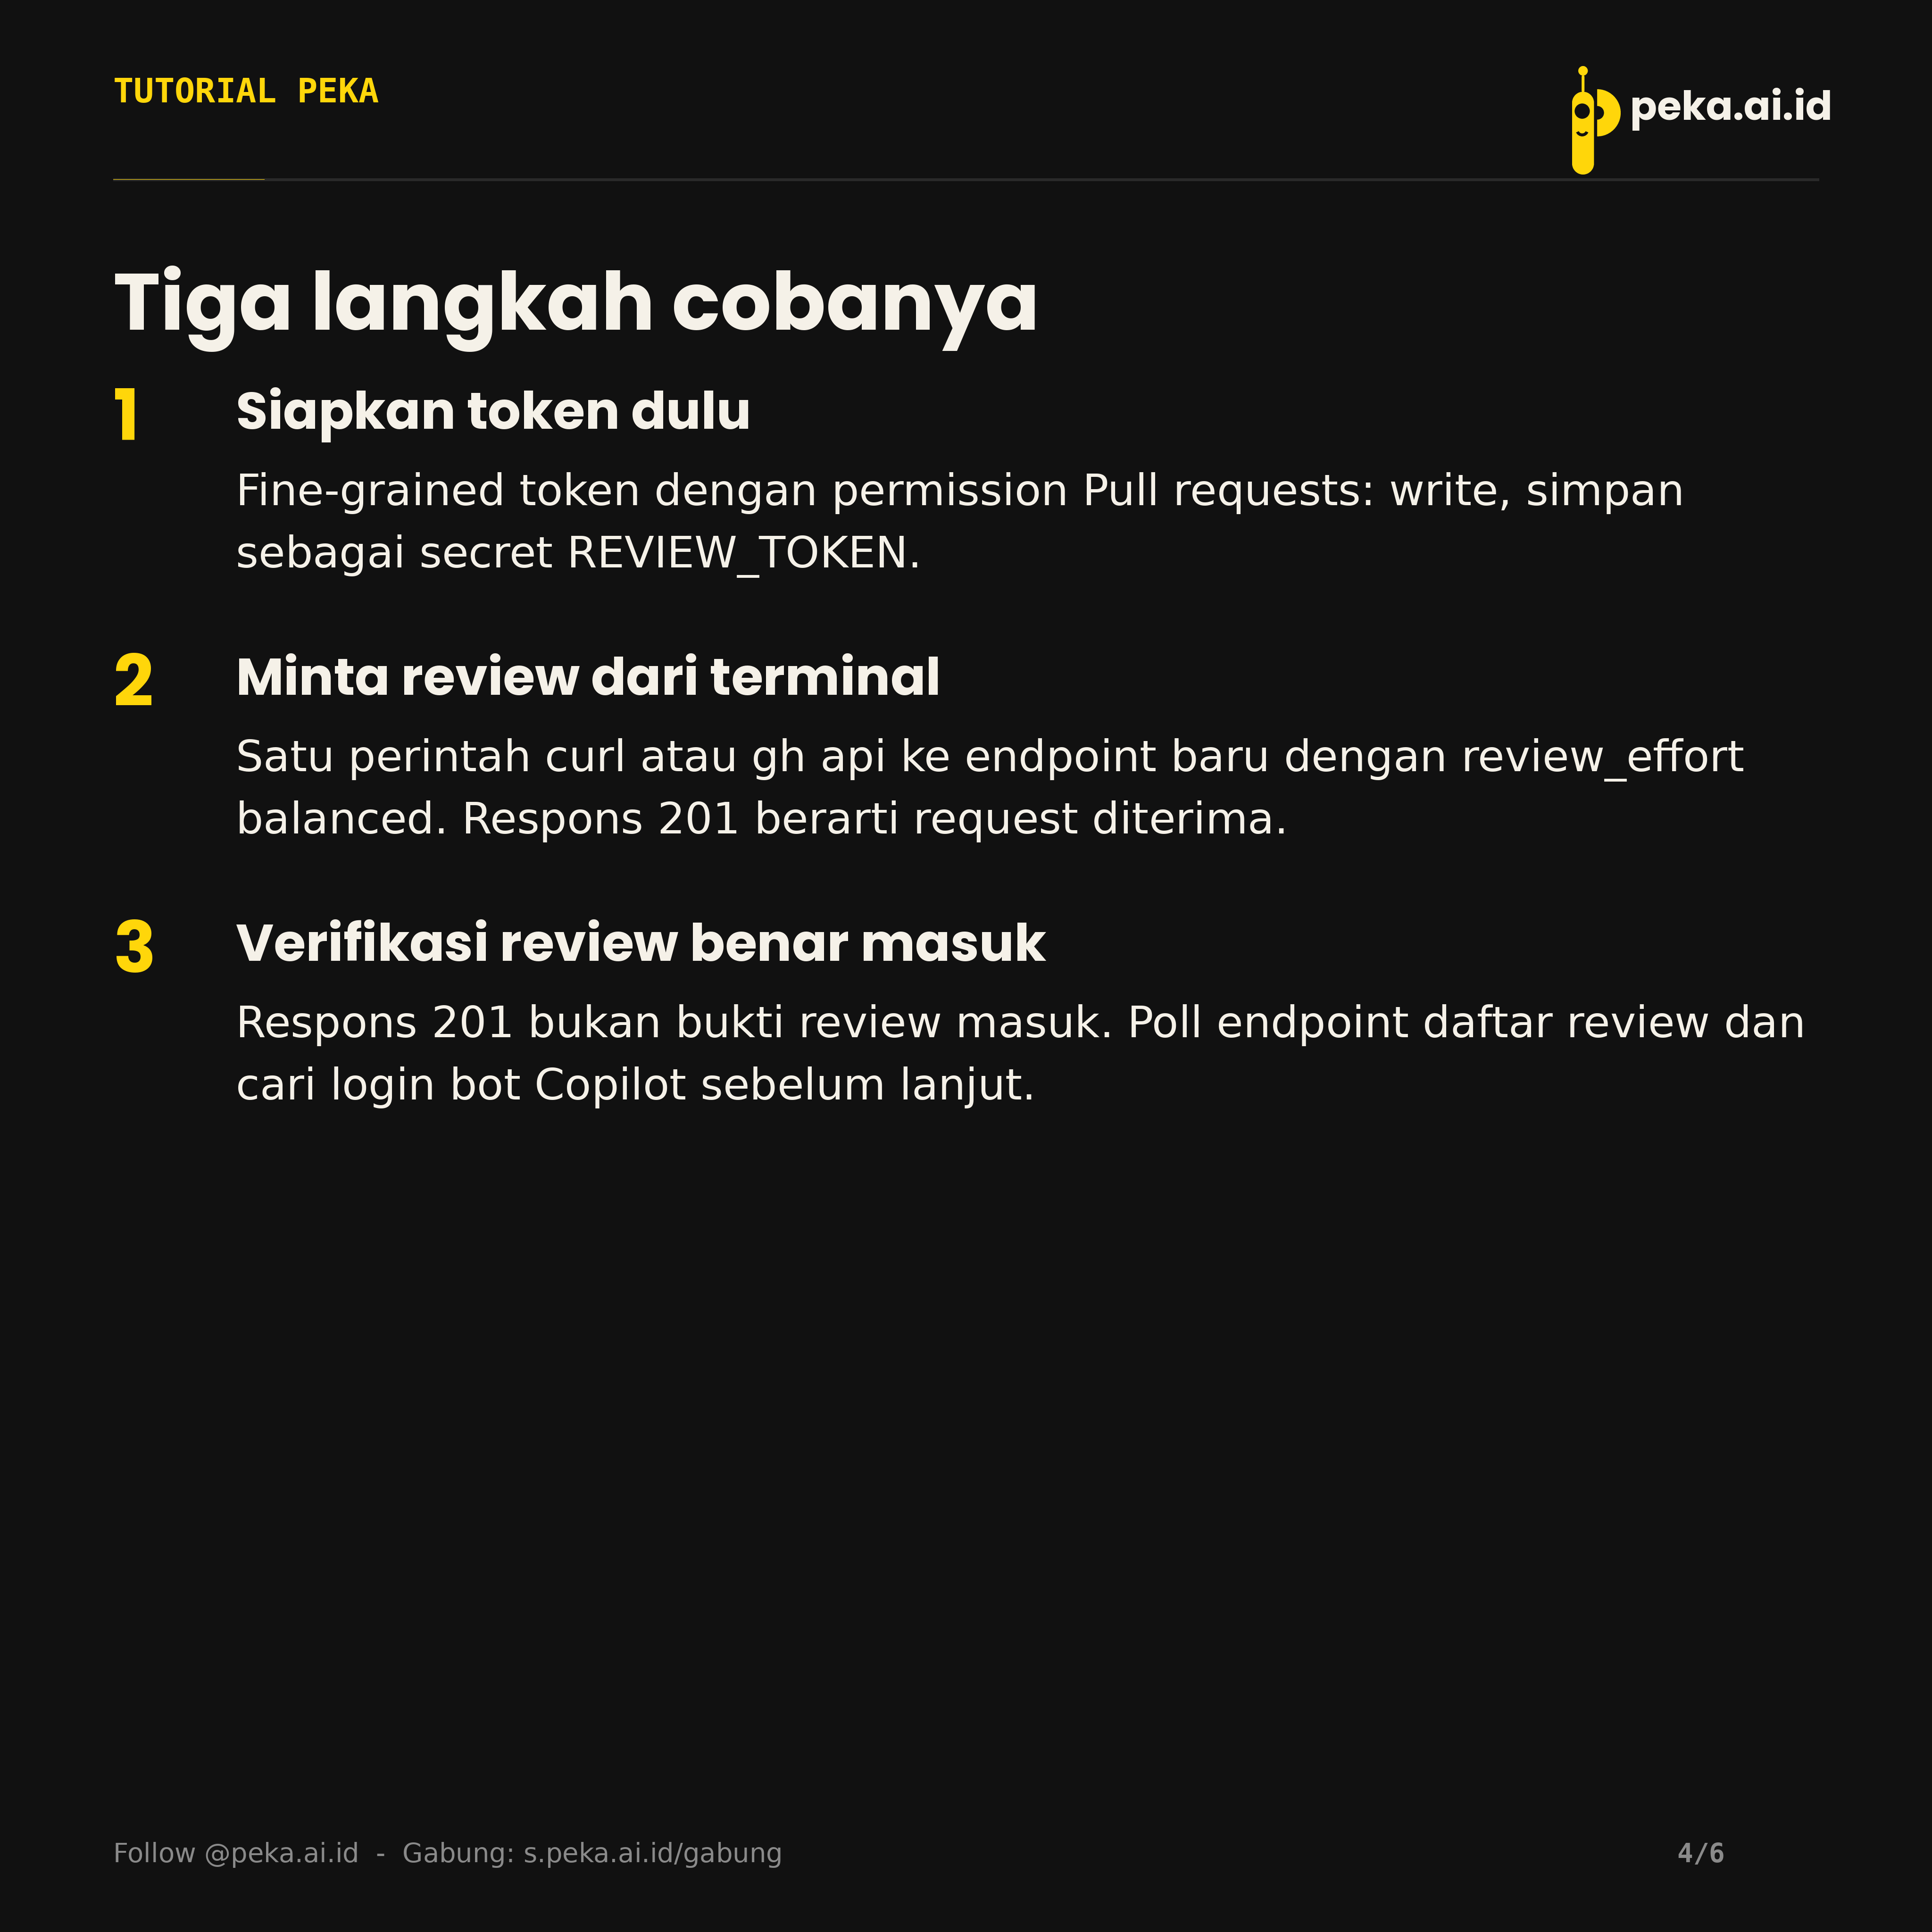 TUTORIAL PEKA
peka.ai.id
Tiga langkah cobanya
1
Siapkan token dulu
Fine-grained token dengan permission Pull requests: write, simpan
sebagai secret REVIEW_TOKEN.
2
Minta review dari terminal
Satu perintah curl atau gh api ke endpoint baru dengan review_effort
balanced. Respons 201 berarti request diterima.
3
Verifikasi review benar masuk
Respons 201 bukan bukti review masuk. Poll endpoint daftar review dan
cari login bot Copilot sebelum lanjut.
Follow @peka.ai.id - Gabung: s.peka.ai.id/gabung
4/6